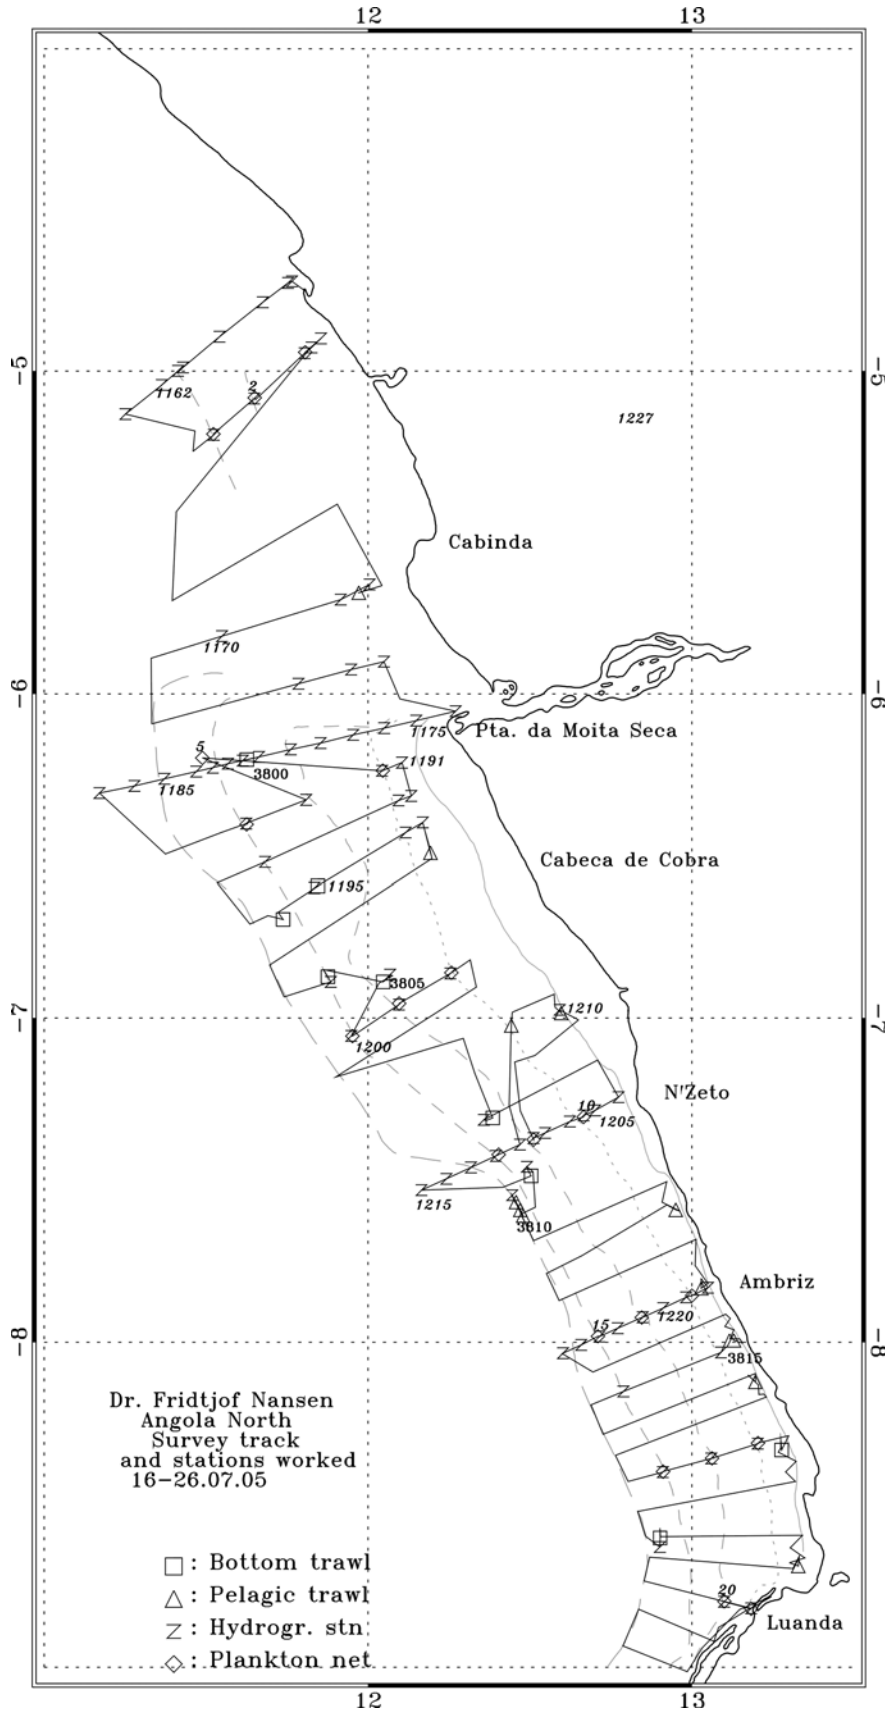 12 13
1162
2
-5 -5
1227
Cabinda
1170
-6 -6
1175
Pta. da Moita Seca
5
3800
1191
1185
Cabeca de Cobra
1195
3805
1210
-7 -7
1200
N'Zeto
10
1205
1215
3810
Ambriz
15
1220
-8 -8
3815
Dr. Fridtjof Nansen
Angola North
Survey track
and stations worked
16-26.07.05
: Bottom trawl
: Pelagic trawl
20
: Hydrogr. stn
Luanda
: Plankton net
12 13